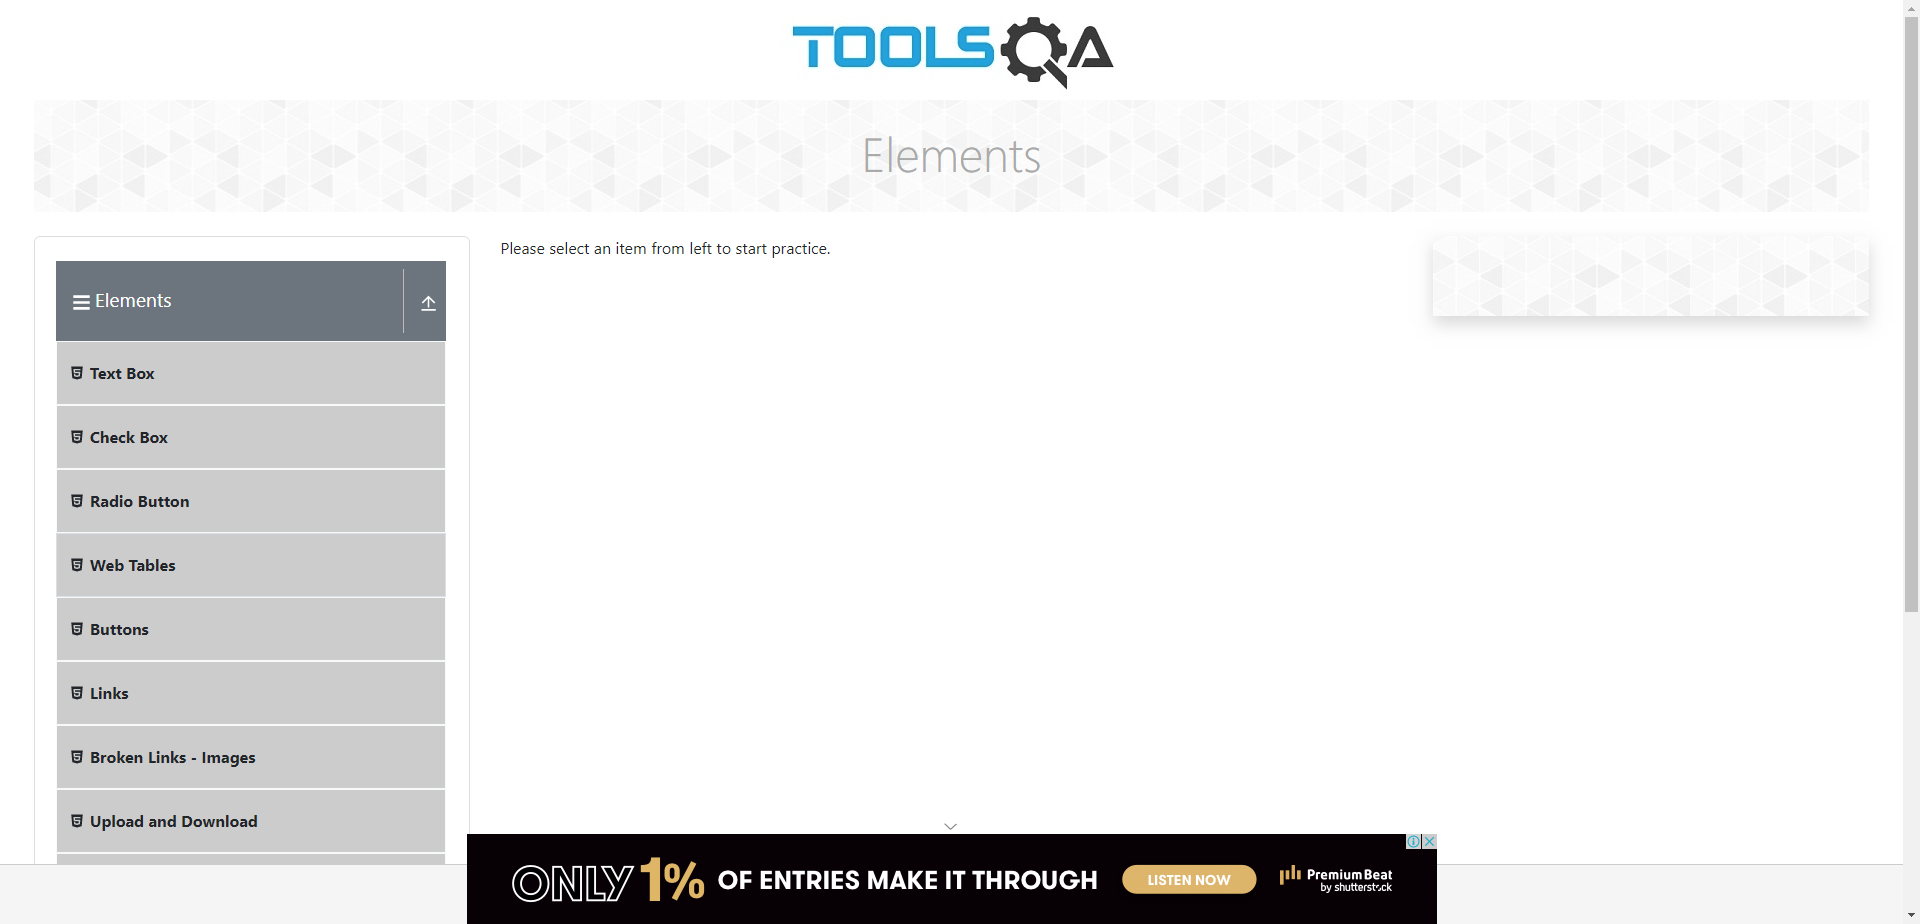 TOOLSQA
Elements
Elements
Please select an item from left to start practice.
Text Box
Check Box
Radio Button
Web Tables
Buttons
Links
Broken Links - Images
Upload and Download
ONLY 1% OF ENTRIES MAKE IT THROUGH
LISTEN NOW
PremiumBeat
by shutterstock